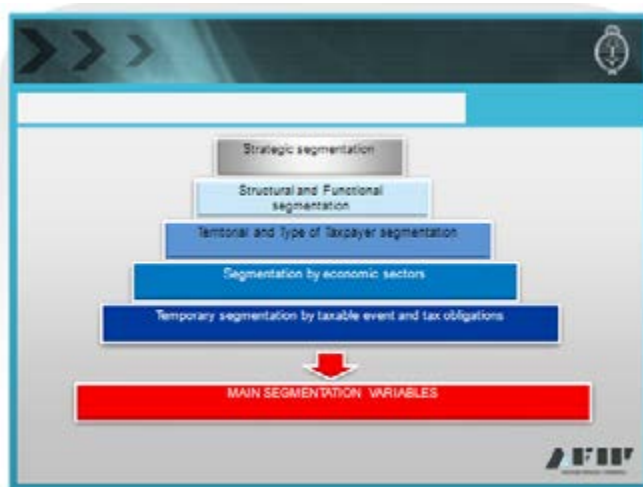 Strategic segmentation
Structural and Functional
segmentation
Territorial and Type of Taxpayer segmentation
Segmentation by economic sectors
Temporary segmentation by taxable event and tax obligations
MAIN SEGMENTATION VARIABLES
AFIP